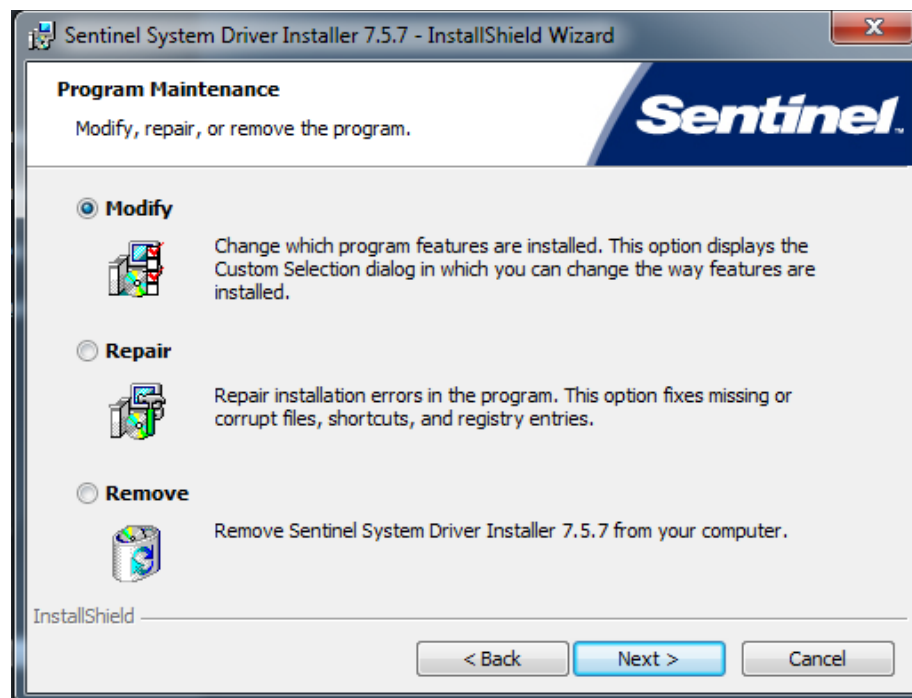 Sentinel System Driver Installer 7.5.7 - InstallShield Wizard
Program Maintenance
Modify, repair, or remove the program.
Sentinel.
Modify
Change which program features are installed. This option displays the
Custom Selection dialog in which you can change the way features are
installed.
Repair
Repair installation errors in the program. This option fixes missing or
corrupt files, shortcuts, and registry entries.
Remove
Remove Sentinel System Driver Installer 7.5.7 from your computer.
InstallShield
< Back
Next >
Cancel